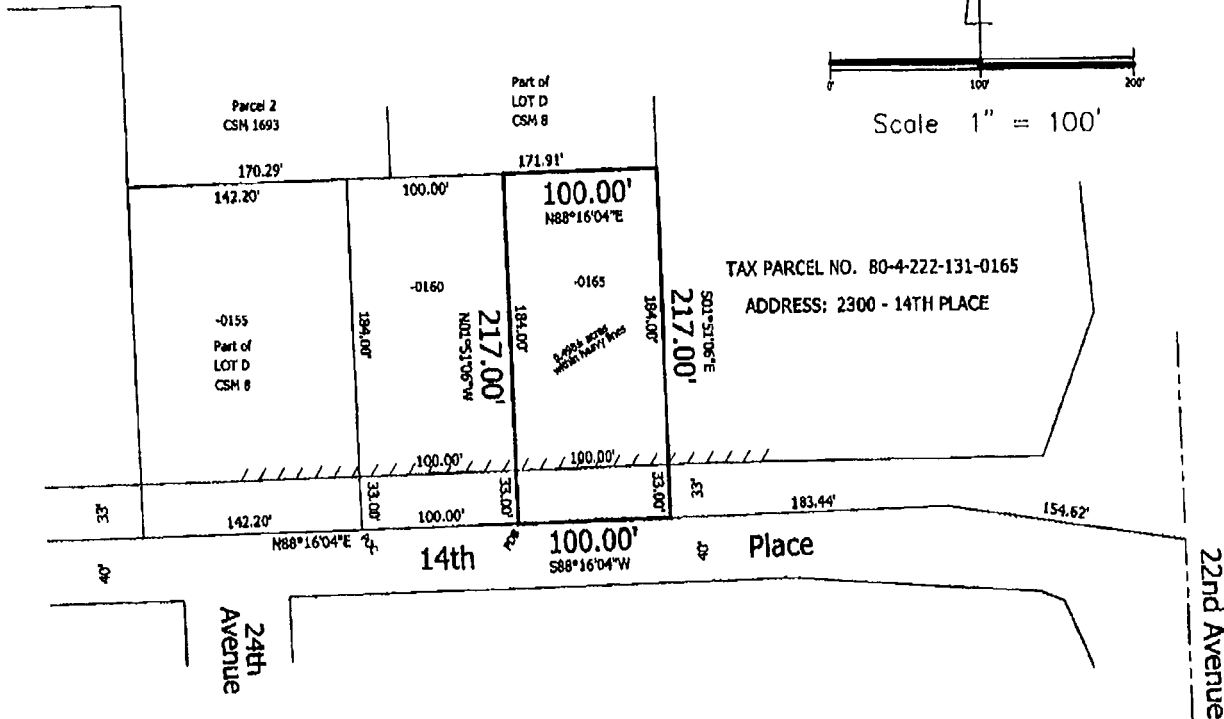 Part of
LOT D
CSM 8
Parcel 2
CSM 1693
0'
100'
200'
Scale 1" = 100'
170.29'
171.91'
142.20'
100.00'
100.00'
N88°16'04"E
-0155
Part of
LOT D
CSM 8
184.00'
-0160
217.00'
N01°51'06"W
184.00'
-0165
within heavy lines
184.00'
217.00'
S01°51'06"E
TAX PARCEL NO. 80-4-222-131-0165
ADDRESS: 2300 - 14TH PLACE
100.00'
100.00'
33'
33.00'
33.00'
33.00'
33'
142.20'
100.00'
183.44'
154.62'
N88°16'04"E
14th
100.00'
S88°16'04"W
Place
40'
40'
24th
Avenue
22nd Avenue